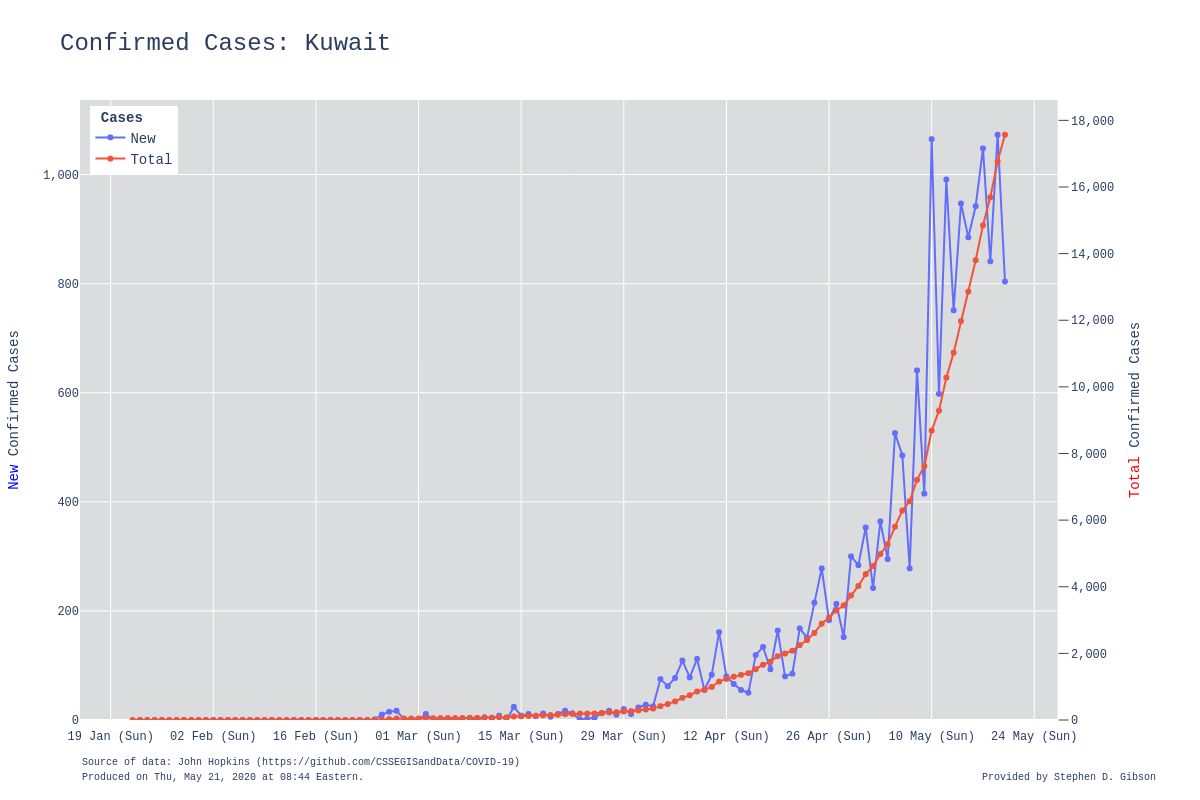 Confirmed Cases: Kuwait
Cases
New
Total
1,000
800
600
400
200
0
New Confirmed Cases
18,000
16,000
14,000
12,000
10,000
8,000
6,000
4,000
2,000
0
Total Confirmed Cases
19 Jan (Sun) 02 Feb (Sun) 16 Feb (Sun) 01 Mar (Sun) 15 Mar (Sun) 29 Mar (Sun) 12 Apr (Sun) 26 Apr (Sun) 10 May (Sun) 24 May (Sun)
Source of data: John Hopkins (https://github.com/CSSEGISandData/COVID-19)
Produced on Thu, May 21, 2020 at 08:44 Eastern.
Provided by Stephen D. Gibson